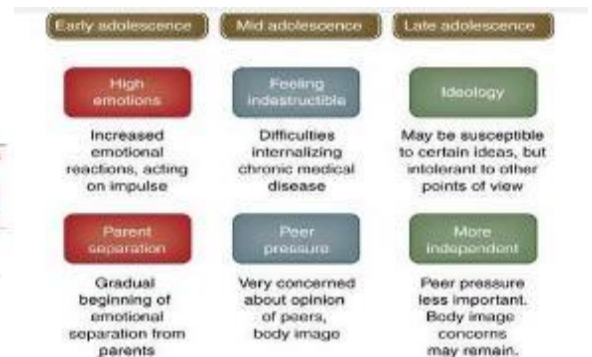 Early adolescence
Mid adolescence
Late adolescence
High
emotions
Increased
emotional
reactions, acting
on impulse
Feeling
indestructible
Difficulties
internalizing
chronic medical
disease
Ideology
May be susceptible
to certain ideas, but
intolerant to other
points of view
Parent
separation
Gradual
beginning of
emotional
separation from
parents
Peer
pressure
Very concerned
about opinion
of peers,
body image
More
independent
Peer pressure
less important.
Body image
concerns
may remain.